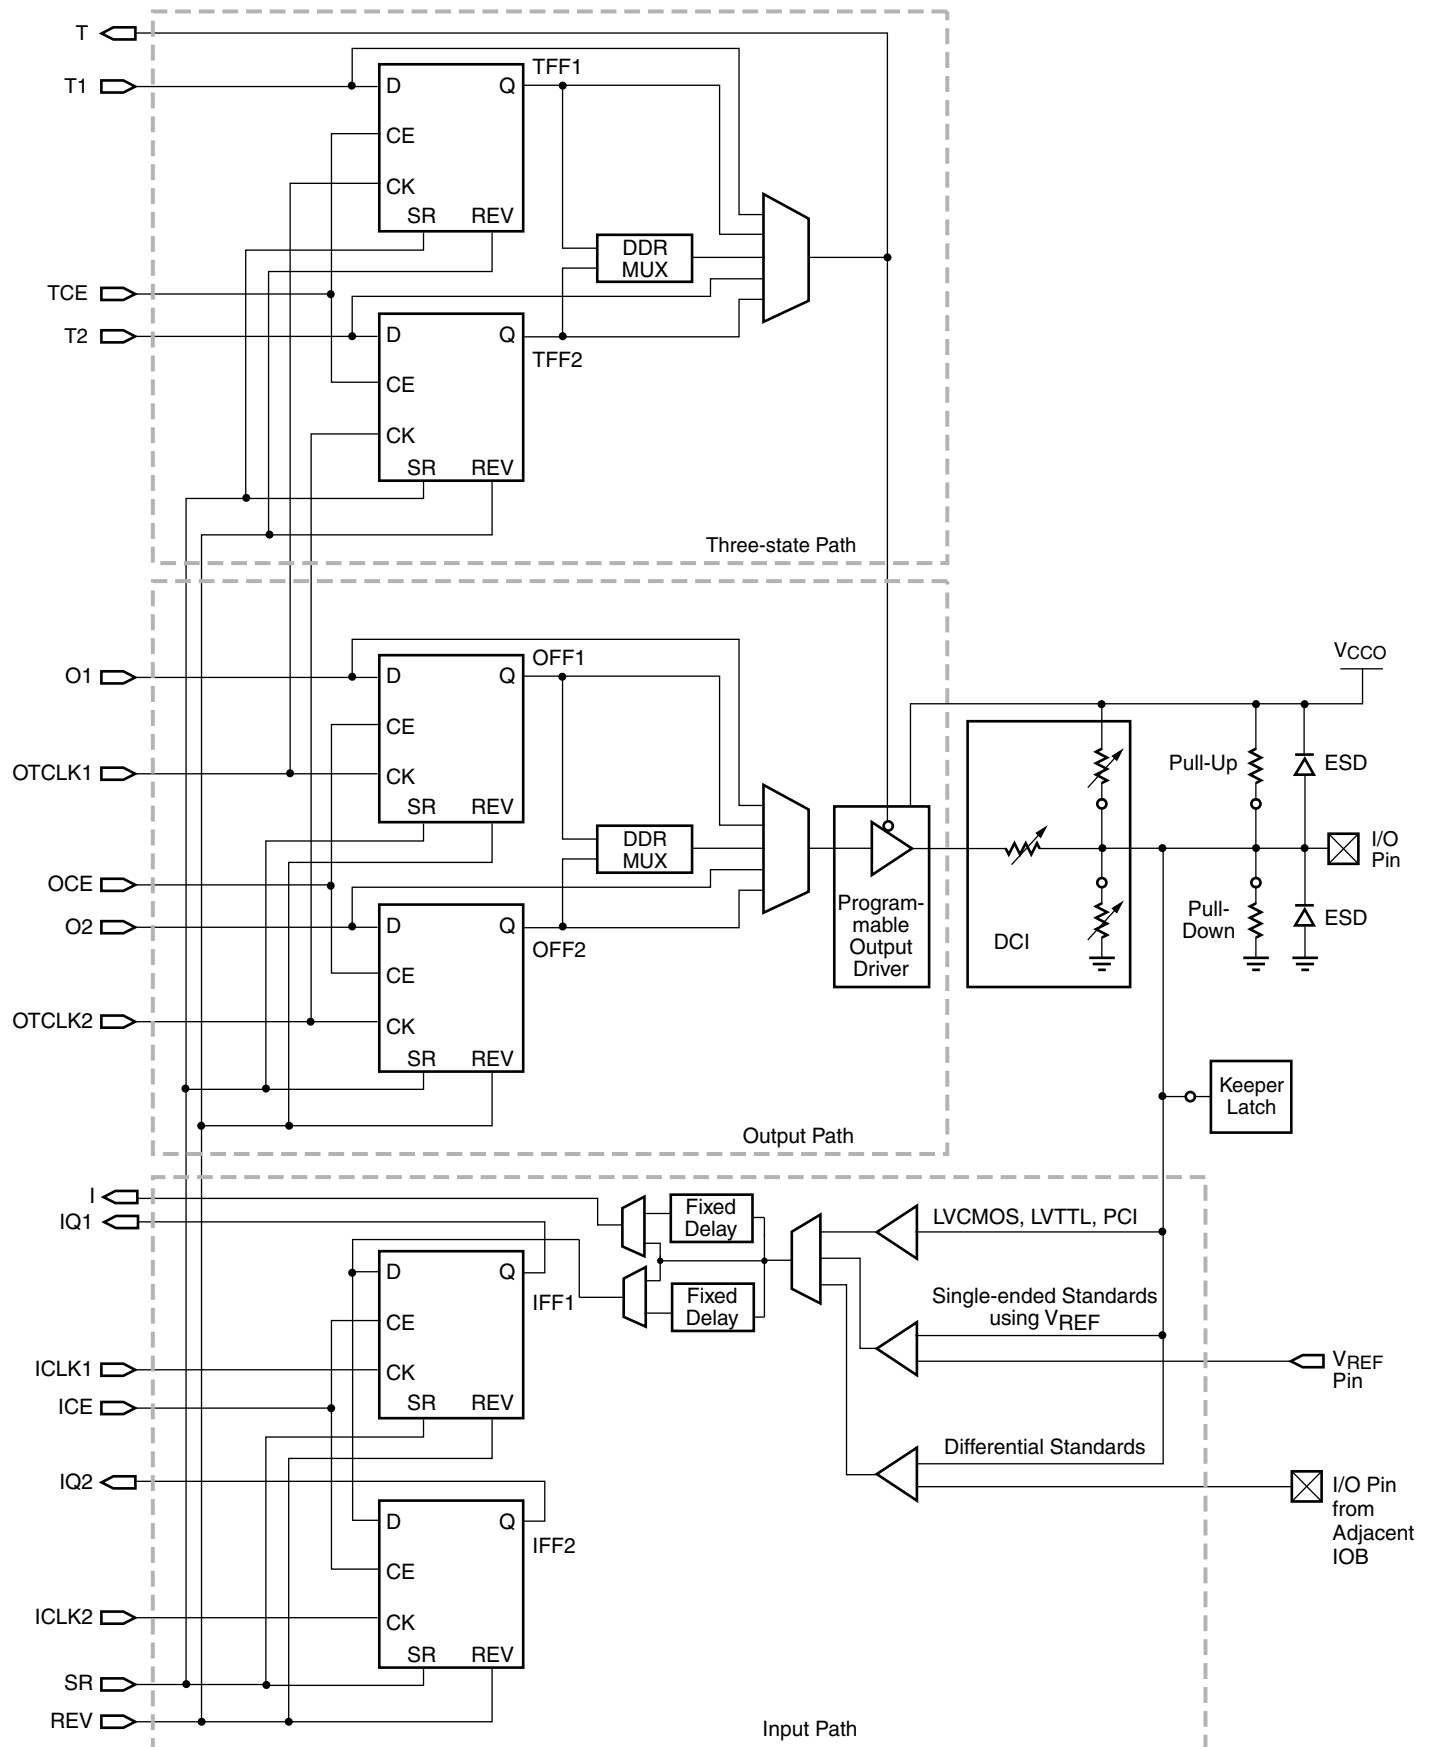 T
T1
TFF1
D
Q
CE
CK
SR
REV
DDR
MUX
TCE
T2
D
Q
TFF2
CE
CK
SR
REV
Three-state Path
O1
OFF1
D
Q
CE
OTCLK1
CK
SR
REV
DDR
MUX
OCE
O2
D
Q
OFF2
CE
OTCLK2
CK
SR
REV
Program-
mable
Output
Driver
DCI
VCCO
Pull-Up
ESD
I/O
Pin
Pull-
Down
ESD
Keeper
Latch
Output Path
I
IQ1
Fixed
Delay
LVCMOS, LVTTL, PCI
D
Q
IFF1
Fixed
Delay
Single-ended Standards
using VREF
CE
ICLK1
CK
VREF
Pin
ICE
SR
REV
Differential Standards
IQ2
I/O Pin
from
Adjacent
IOB
D
Q
IFF2
CE
ICLK2
CK
SR
REV
SR
REV
Input Path